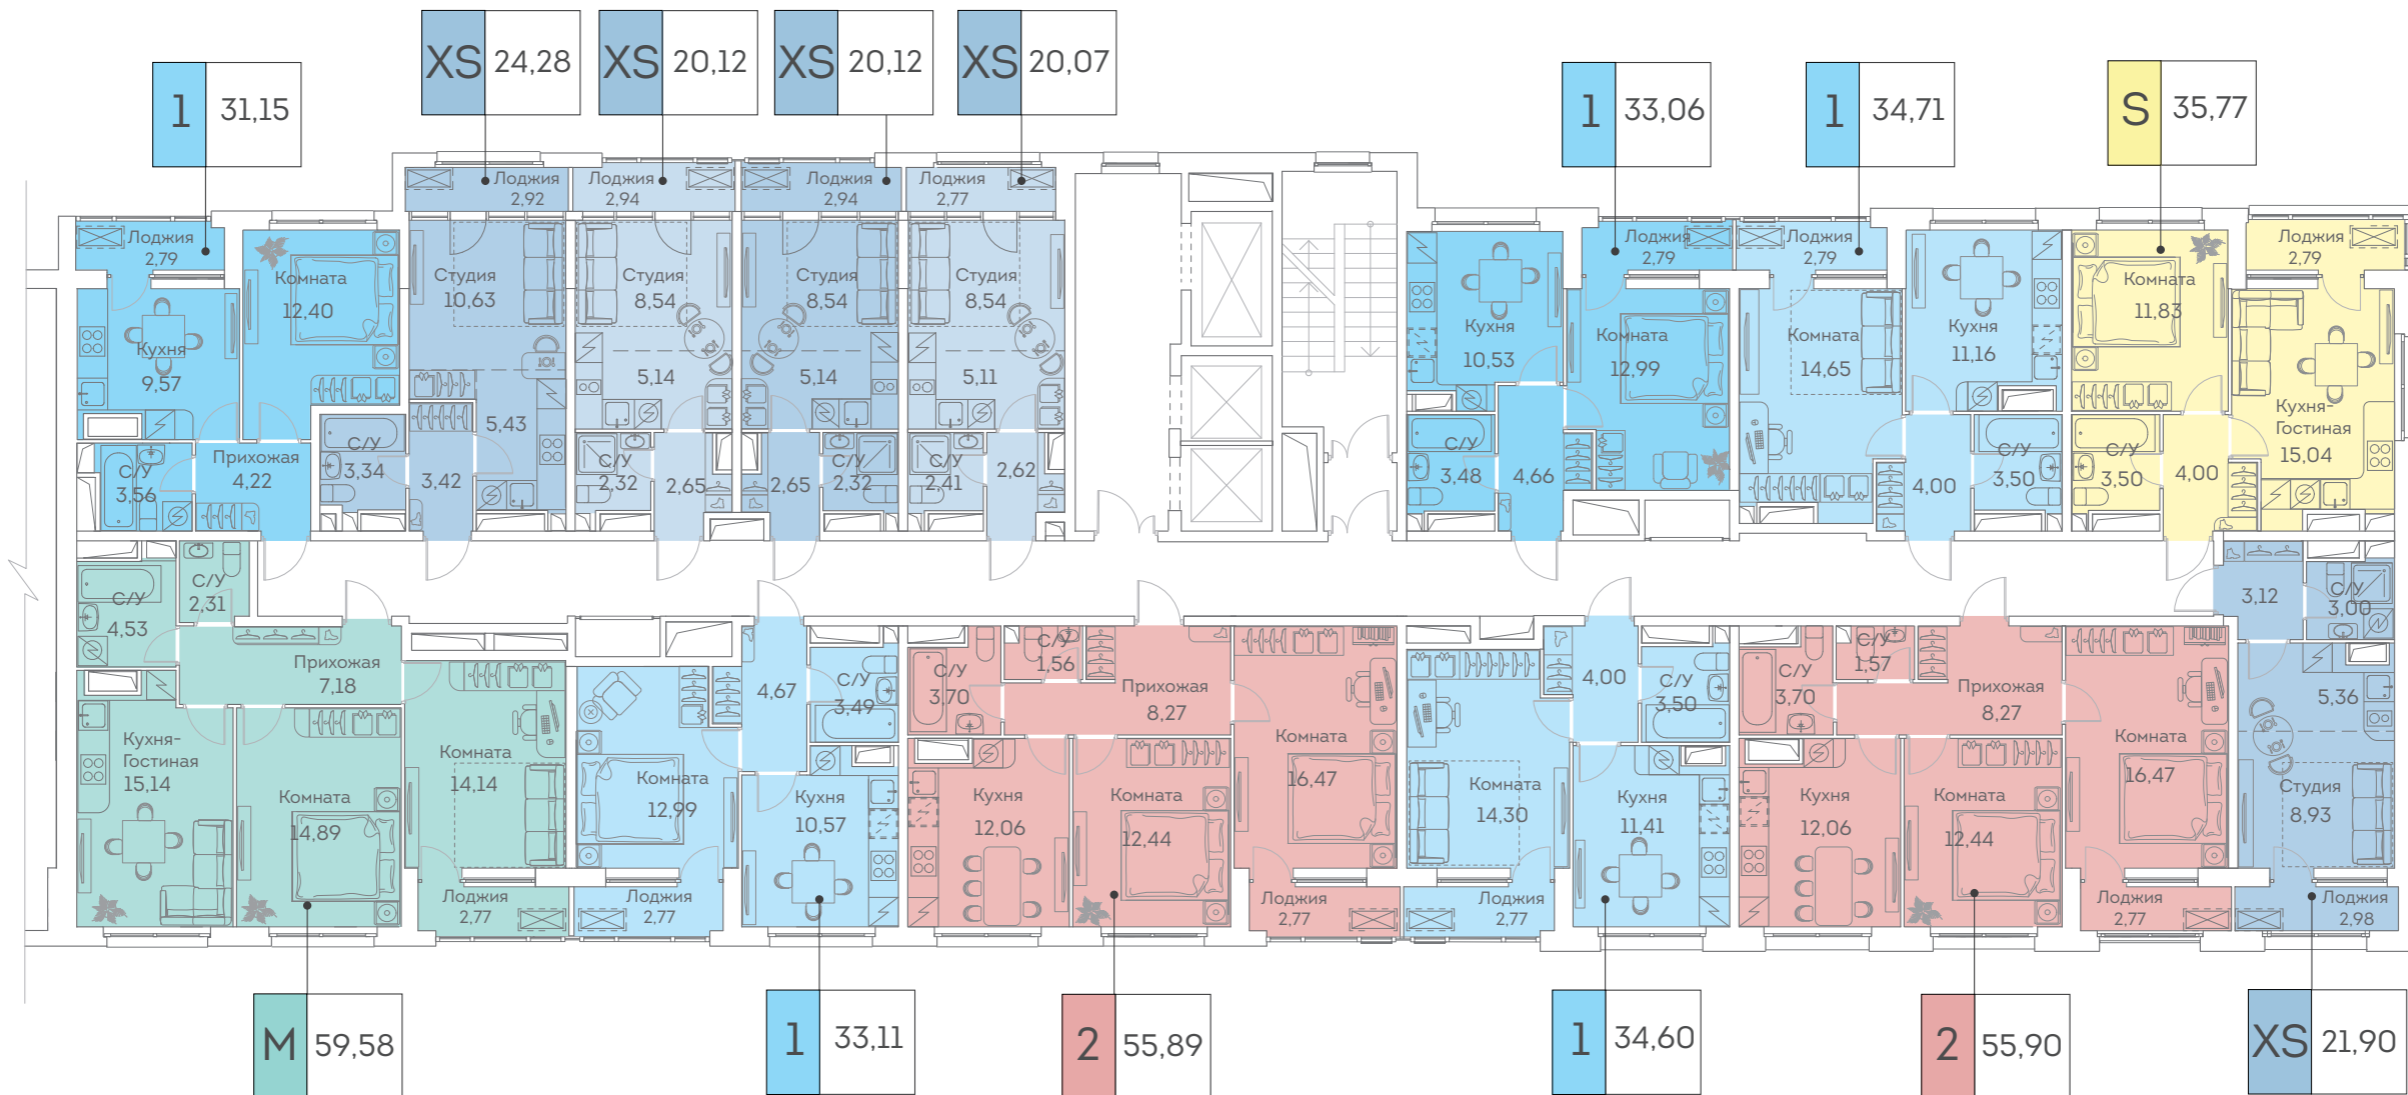 1 31,15
XS 24,28
XS 20,12
XS 20,12
XS 20,07
1 33,06
1 34,71
S 35,77
Лоджия
2,79
Комната
12,40
Кухня
9,57
С/У
3,56
Прихожая
4,22
Лоджия
2,92
Студия
10,63
5,43
С/У
3,34
3,42
Лоджия
2,94
Студия
8,54
5,14
С/У
2,32
2,65
Лоджия
2,94
Студия
8,54
5,14
2,65
С/У
2,32
Лоджия
2,77
Студия
8,54
5,11
С/У
2,41
2,62
Кухня
10,53
Лоджия
2,79
Комната
12,99
С/У
3,48
4,66
Лоджия
2,79
Комната
14,65
Кухня
11,16
4,00
С/У
3,50
Комната
11,83
Лоджия
2,79
Кухня-
Гостиная
15,04
С/У
3,50
4,00
С/У
4,53
С/У
2,31
Прихожая
7,18
Кухня-
Гостиная
15,14
Комната
14,89
Комната
14,14
Лоджия
2,77
4,67
С/У
3,49
Комната
12,99
Кухня
10,57
Лоджия
2,77
С/У
3,70
С/У
1,56
Прихожая
8,27
Кухня
12,06
Комната
12,44
Комната
16,47
Лоджия
2,77
4,00
С/У
3,50
Комната
14,30
Кухня
11,41
Лоджия
2,77
С/У
3,70
С/У
1,57
Прихожая
8,27
Кухня
12,06
Комната
12,44
Комната
16,47
Лоджия
2,77
3,12
С/У
3,00
5,36
Студия
8,93
Лоджия
2,98
M 59,58
1 33,11
2 55,89
1 34,60
2 55,90
XS 21,90